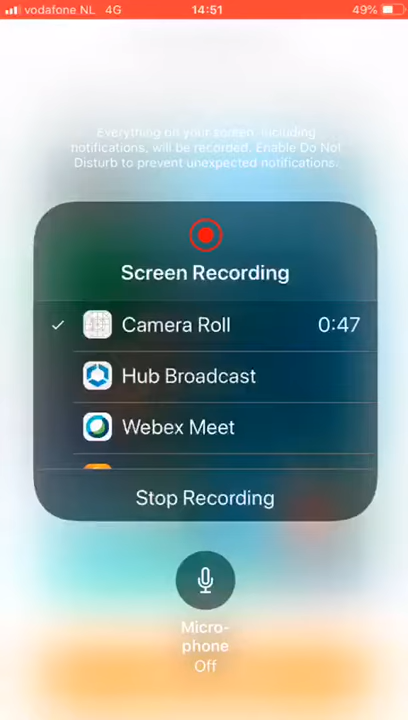 vodafone NL 4G 14:51 49%
Everything on your screen, including
notifications, will be recorded. Enable Do Not
Disturb to prevent unexpected notifications.
Screen Recording
Camera Roll 0:47
Hub Broadcast
Webex Meet
Stop Recording
Micro-
phone
Off